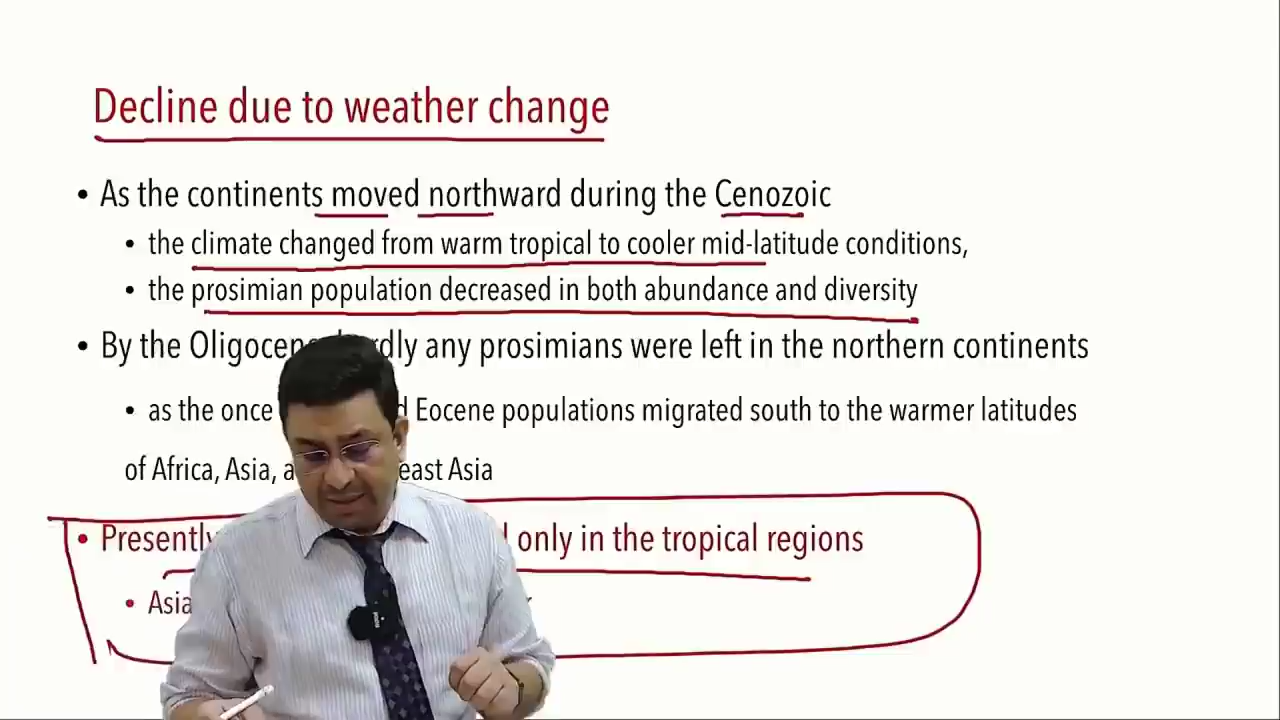 Decline due to weather change
• As the continents moved northward during the Cenozoic
• the climate changed from warm tropical to cooler mid-latitude conditions,
• the prosimian population decreased in both abundance and diversity
• By the Oligocene hardly any prosimians were left in the northern continents
• as the once Eocene populations migrated south to the warmer latitudes
of Africa, Asia, east Asia
• Presently only in the tropical regions
• Asia